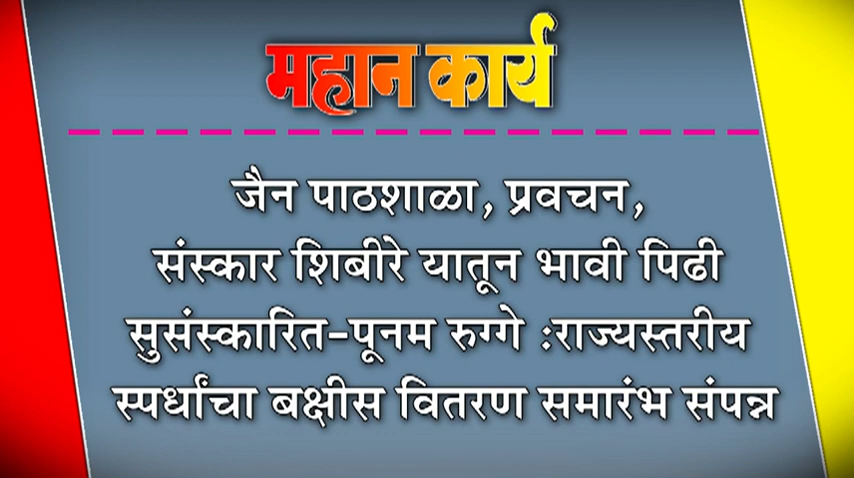 महान कार्य
जैन पाठशाळा, प्रवचन,
संस्कार शिबीरे यातून भावी पिढी
सुसंस्कारित-पूनम रुग्गे :राज्यस्तरीय
स्पर्धांचा बक्षीस वितरण समारंभ संपन्न